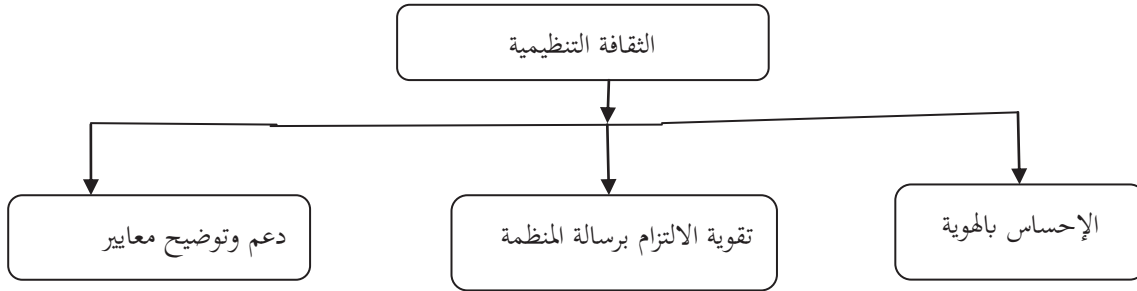 الثقافة التنظيمية
الإحساس بالهوية
تقوية الالتزام برسالة المنظمة
دعم وتوضيح معايير